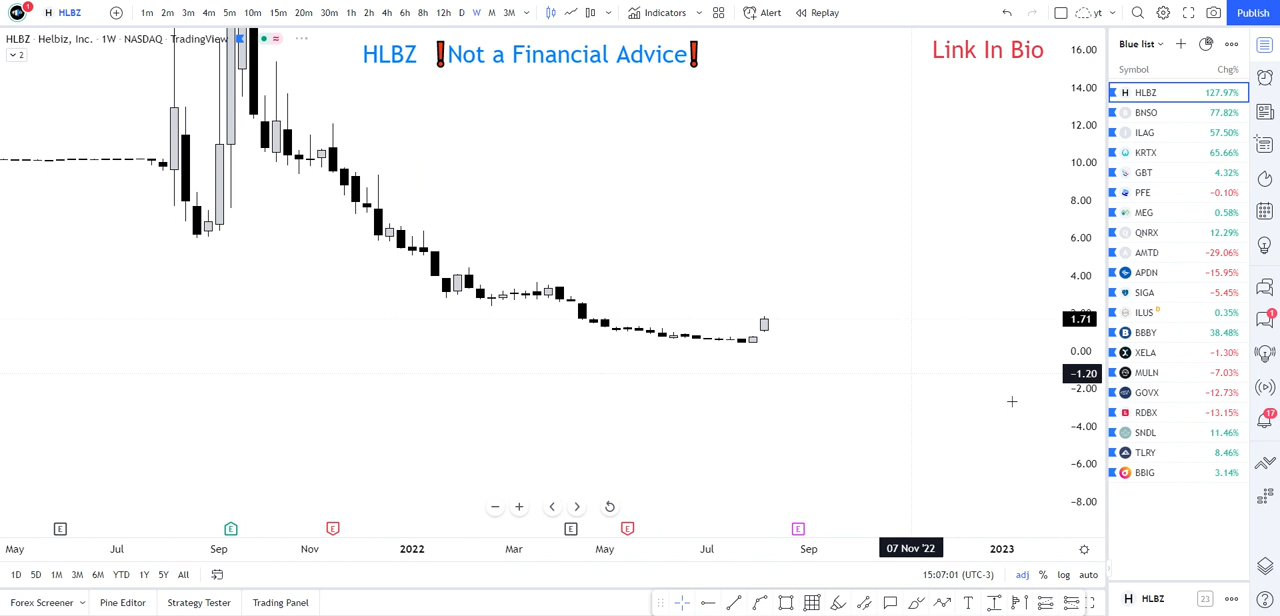 1
H HLBZ
1m 2m 3m 4m 5m 10m 15m 20m 30m 1h 2h 3h 4h 6h 8h 12h D W M 3M
Indicators
Alert
Replay
yt
Publish
HLBZ · Helbiz, Inc. · 1W · NASDAQ · TradingView
2
HLBZ ❗Not a Financial Advice❗
Link In Bio
16.00
14.00
12.00
10.00
8.00
6.00
4.00
1.71
0.00
−1.20
−2.00
−4.00
−6.00
−8.00
Blue list
Symbol Chg%
H HLBZ 127.97%
BNSO 77.82%
ILAG 57.50%
KRTX 65.66%
GBT 4.32%
PFE −0.10%
MEG 0.58%
QNRX 12.29%
AMTD −29.06%
APDN −15.95%
SIGA −5.45%
ILUS D 0.35%
BBBY 38.48%
XELA −1.30%
MULN −7.03%
GOVX −12.73%
RDBX −13.15%
SNDL 11.46%
TLRY 8.46%
BBIG 3.14%
1
17
E E E E E E
May Jul Sep Nov 2022 Mar May Jul Sep 07 Nov '22 2023
1D 5D 1M 3M 6M YTD 1Y 5Y All
15:07:01 (UTC-3) adj % log auto
Forex Screener Pine Editor Strategy Tester Trading Panel
H HLBZ 23